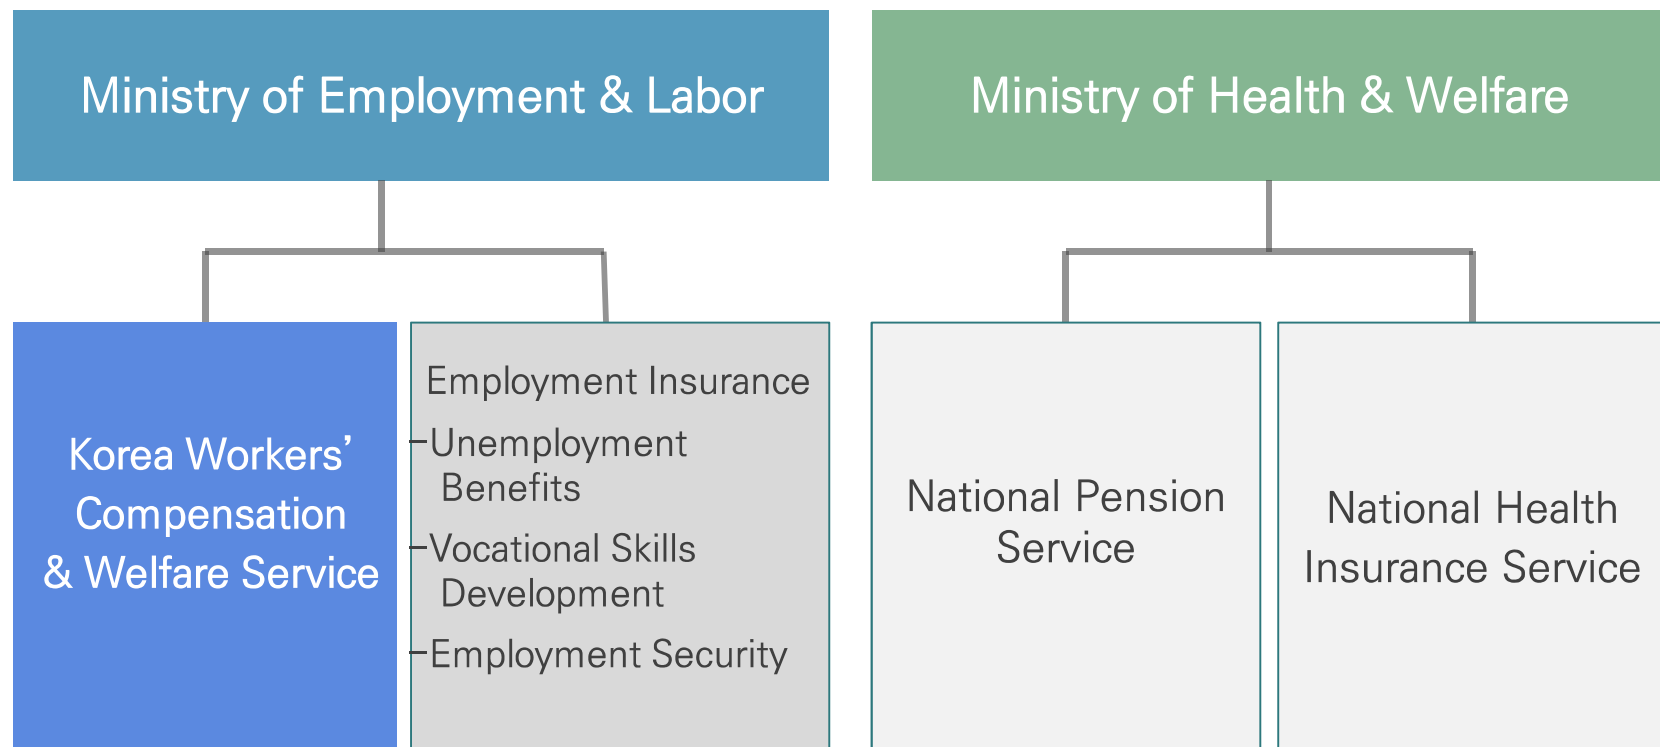 Ministry of Employment & Labor
Ministry of Health & Welfare
Korea Workers’
Compensation
& Welfare Service
Employment Insurance
–Unemployment
Benefits
–Vocational Skills
Development
–Employment Security
National Pension
Service
National Health
Insurance Service